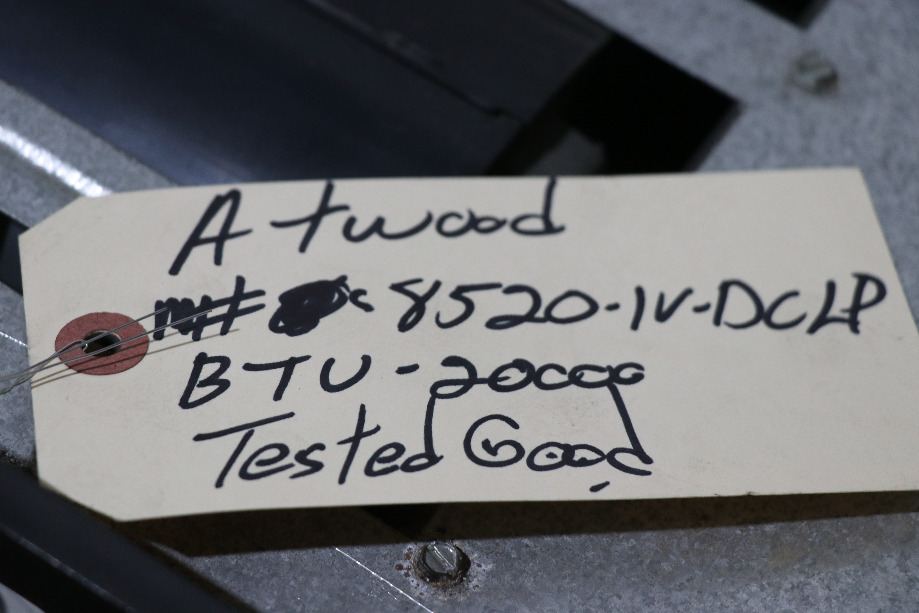 Atwood
M# 8520-IV-DCLP
BTU-20000
Tested Good